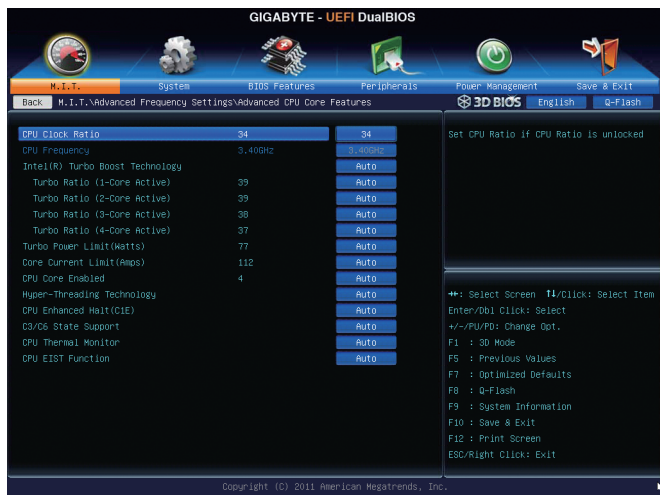 GIGABYTE - UEFI DualBIOS
M.I.T. System BIOS Features Peripherals Power Management Save & Exit
Back M.I.T.\Advanced Frequency Settings\Advanced CPU Core Features 3D BIOS English Q-Flash
CPU Clock Ratio 34 34
CPU Frequency 3.40GHz 3.40GHz
Intel(R) Turbo Boost Technology Auto
Turbo Ratio (1-Core Active) 39 Auto
Turbo Ratio (2-Core Active) 39 Auto
Turbo Ratio (3-Core Active) 38 Auto
Turbo Ratio (4-Core Active) 37 Auto
Turbo Power Limit(Watts) 77 Auto
Core Current Limit(Amps) 112 Auto
CPU Core Enabled 4 Auto
Hyper-Threading Technology Auto
CPU Enhanced Halt(C1E) Auto
C3/C6 State Support Auto
CPU Thermal Monitor Auto
CPU EIST Function Auto
Set CPU Ratio if CPU Ratio is unlocked
↔: Select Screen ↑↓/Click: Select Item
Enter/Dbl Click: Select
+/-/PU/PD: Change Opt.
F1 : 3D Mode
F5 : Previous Values
F7 : Optimized Defaults
F8 : Q-Flash
F9 : System Information
F10 : Save & Exit
F12 : Print Screen
ESC/Right Click: Exit
Copyright (C) 2011 American Megatrends, Inc.